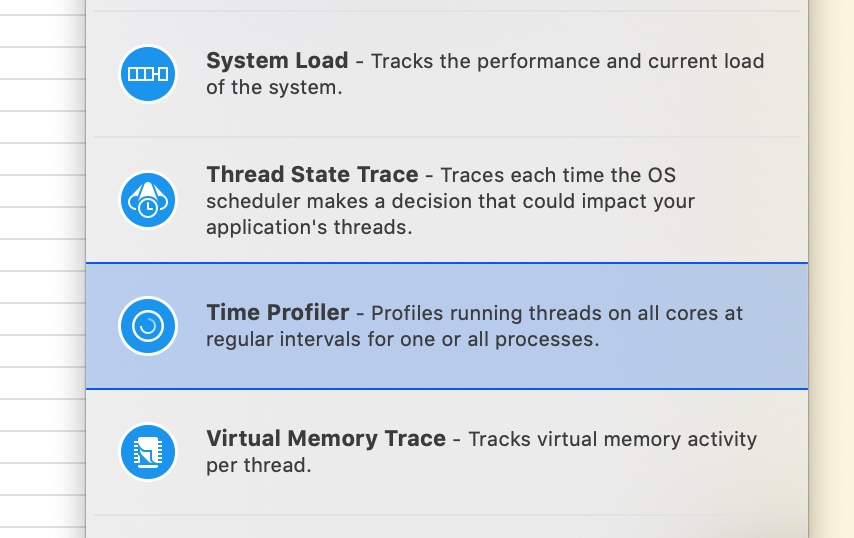 System Load - Tracks the performance and current load
of the system.
Thread State Trace - Traces each time the OS
scheduler makes a decision that could impact your
application's threads.
Time Profiler - Profiles running threads on all cores at
regular intervals for one or all processes.
Virtual Memory Trace - Tracks virtual memory activity
per thread.